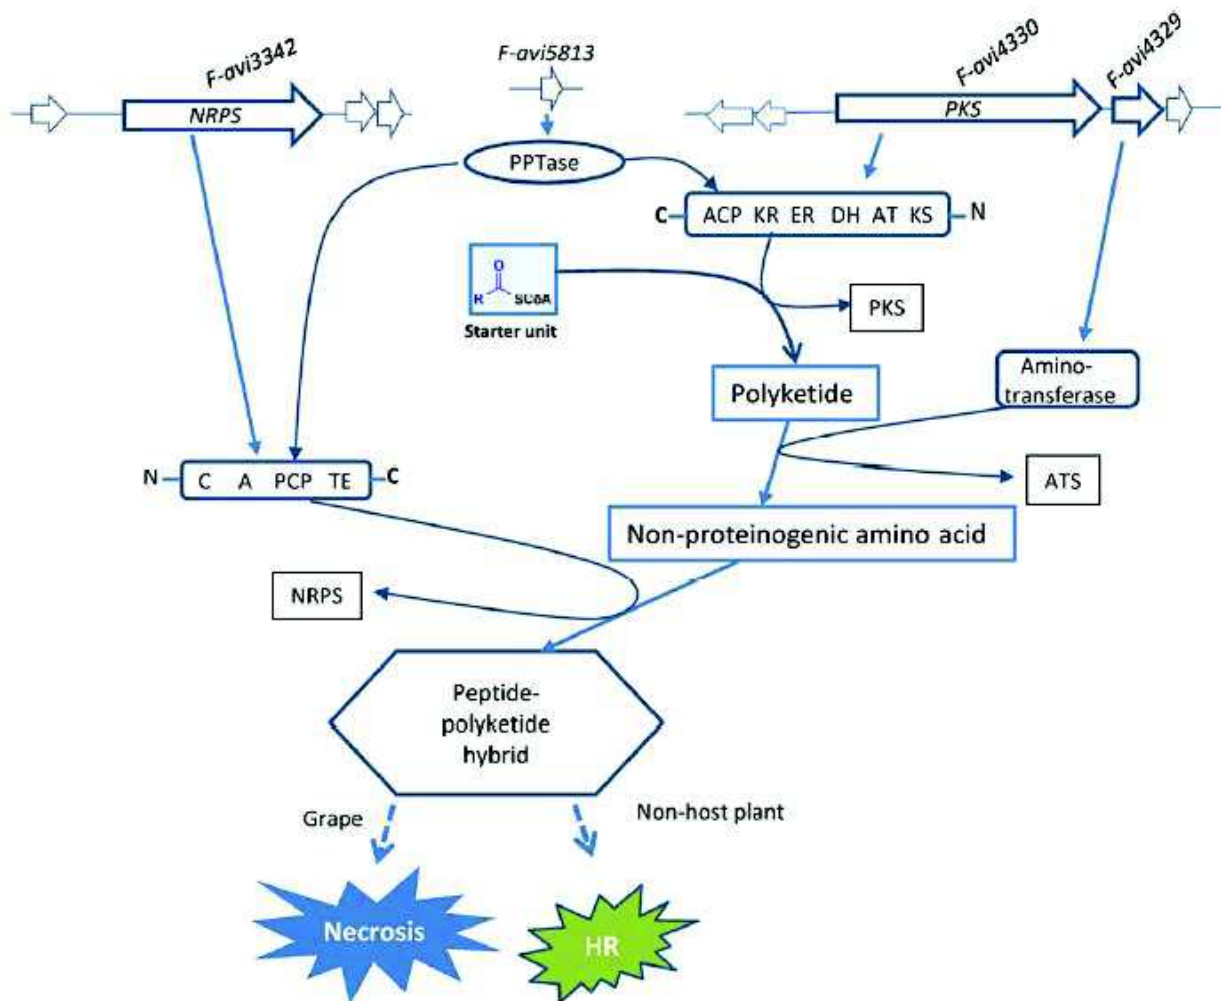 F-avi3342
F-avi5813
F-avi4330
F-avi4329
NRPS
PKS
PPTase
C ACP KR ER DH AT KS N
O
R SCoA
Starter unit
PKS
Polyketide
Amino-
transferase
N C A PCP TE C
ATS
Non-proteinogenic amino acid
NRPS
Peptide-
polyketide
hybrid
Grape
Non-host plant
Necrosis
HR